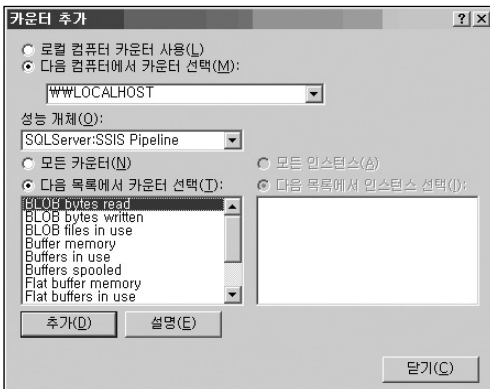 카운터 추가
로컬 컴퓨터 카운터 사용(L)
다음 컴퓨터에서 카운터 선택(M):
₩₩LOCALHOST
성능 개체(O):
SQLServer:SSIS Pipeline
모든 카운터(N)
모든 인스턴스(A)
다음 목록에서 카운터 선택(T):
다음 목록에서 인스턴스 선택(I):
BLOB bytes read
BLOB bytes written
BLOB files in use
Buffer memory
Buffers in use
Buffers spooled
Flat buffer memory
Flat buffers in use
추가(D)
설명(E)
닫기(C)